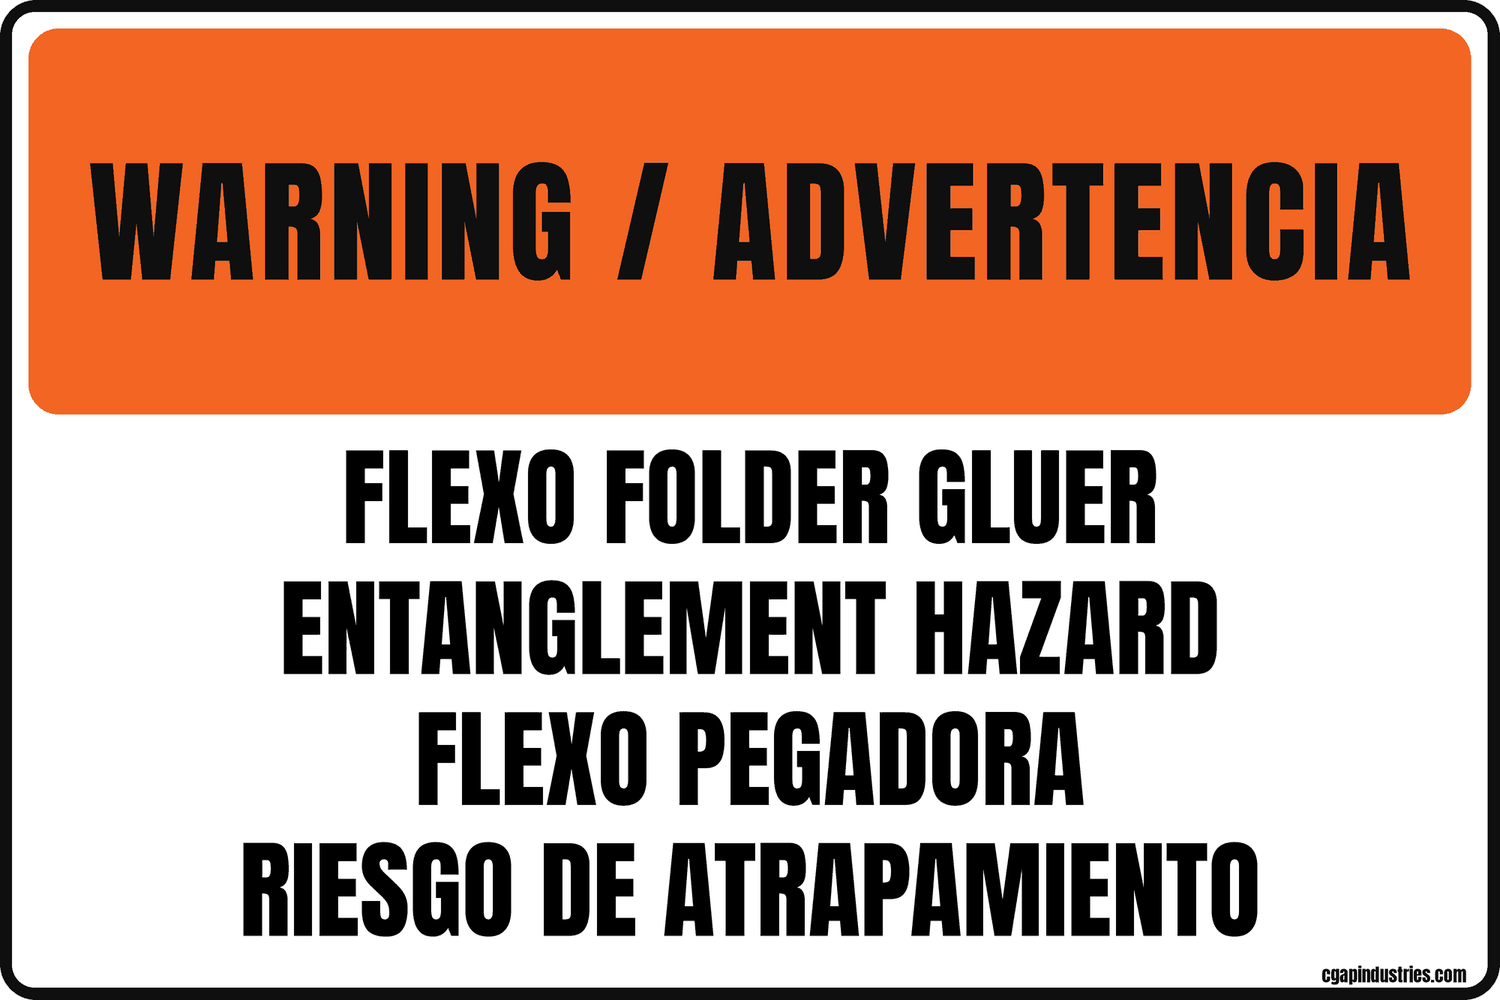 WARNING / ADVERTENCIA
FLEXO FOLDER GLUER
ENTANGLEMENT HAZARD
FLEXO PEGADORA
RIESGO DE ATRAPAMIENTO
cgapindustries.com